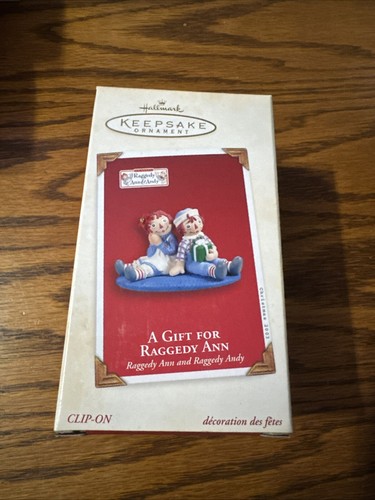 Hallmark
KEEPSAKE
ORNAMENT
Raggedy
Ann & Andy
A GIFT FOR
RAGGEDY ANN
Raggedy Ann and Raggedy Andy
CLIP-ON
décoration des fêtes